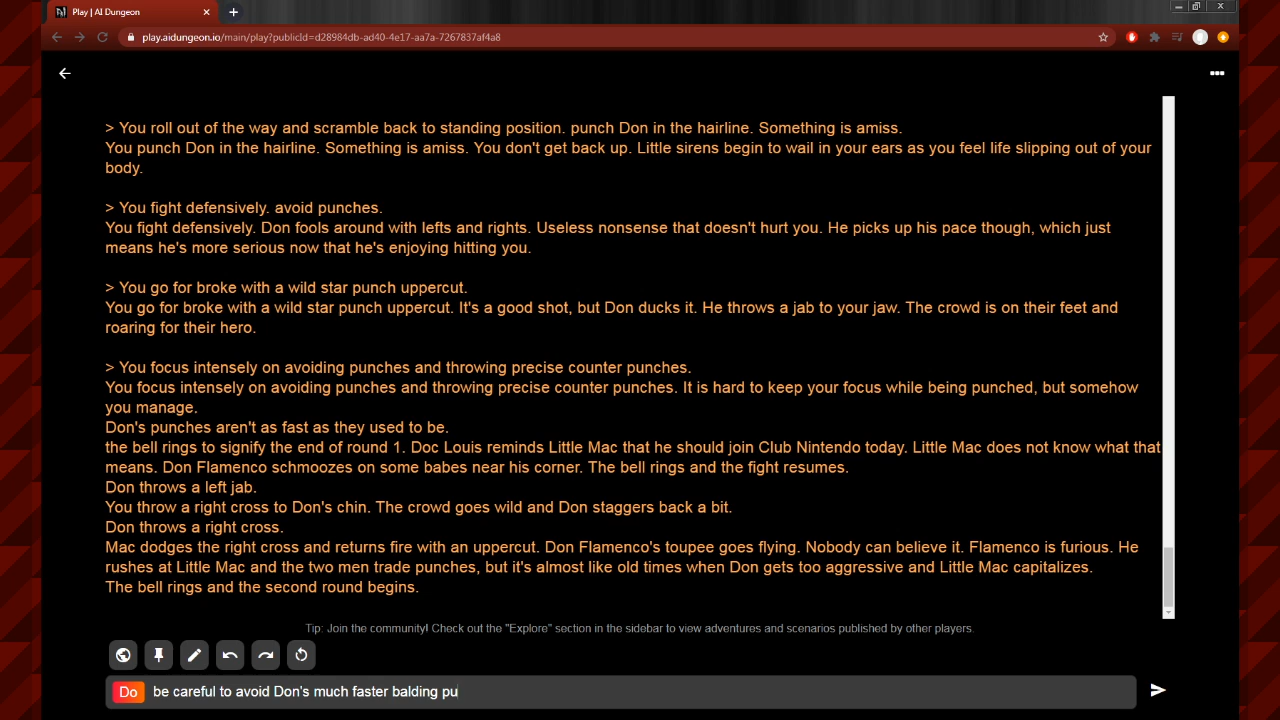 Play | AI Dungeon
play.aidungeon.io/main/play?publicId=d28984db-ad40-4e17-aa7a-7267837af4a8
> You roll out of the way and scramble back to standing position. punch Don in the hairline. Something is amiss.
You punch Don in the hairline. Something is amiss. You don't get back up. Little sirens begin to wail in your ears as you feel life slipping out of your
body.
> You fight defensively. avoid punches.
You fight defensively. Don fools around with lefts and rights. Useless nonsense that doesn't hurt you. He picks up his pace though, which just
means he's more serious now that he's enjoying hitting you.
> You go for broke with a wild star punch uppercut.
You go for broke with a wild star punch uppercut. It's a good shot, but Don ducks it. He throws a jab to your jaw. The crowd is on their feet and
roaring for their hero.
> You focus intensely on avoiding punches and throwing precise counter punches.
You focus intensely on avoiding punches and throwing precise counter punches. It is hard to keep your focus while being punched, but somehow
you manage.
Don's punches aren't as fast as they used to be.
the bell rings to signify the end of round 1. Doc Louis reminds Little Mac that he should join Club Nintendo today. Little Mac does not know what that
means. Don Flamenco schmoozes on some babes near his corner. The bell rings and the fight resumes.
Don throws a left jab.
You throw a right cross to Don's chin. The crowd goes wild and Don staggers back a bit.
Don throws a right cross.
Mac dodges the right cross and returns fire with an uppercut. Don Flamenco's toupee goes flying. Nobody can believe it. Flamenco is furious. He
rushes at Little Mac and the two men trade punches, but it's almost like old times when Don gets too aggressive and Little Mac capitalizes.
The bell rings and the second round begins.
Tip: Join the community! Check out the "Explore" section in the sidebar to view adventures and scenarios published by other players.
Do be careful to avoid Don's much faster balding pu